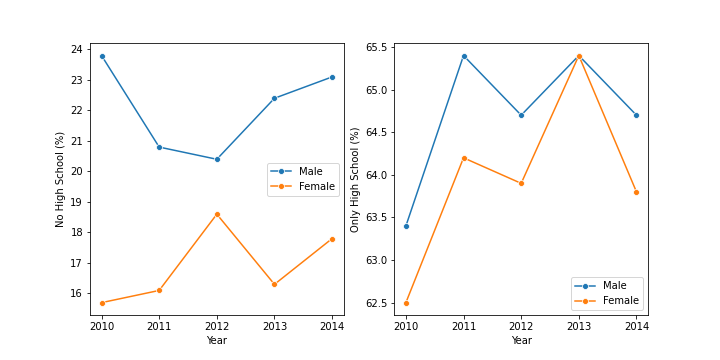 24
23
22
21
20
19
18
17
16
No High School (%)
2010 2011 2012 2013 2014
Year
Male
Female
65.5
65.0
64.5
64.0
63.5
63.0
62.5
Only High School (%)
2010 2011 2012 2013 2014
Year
Male
Female